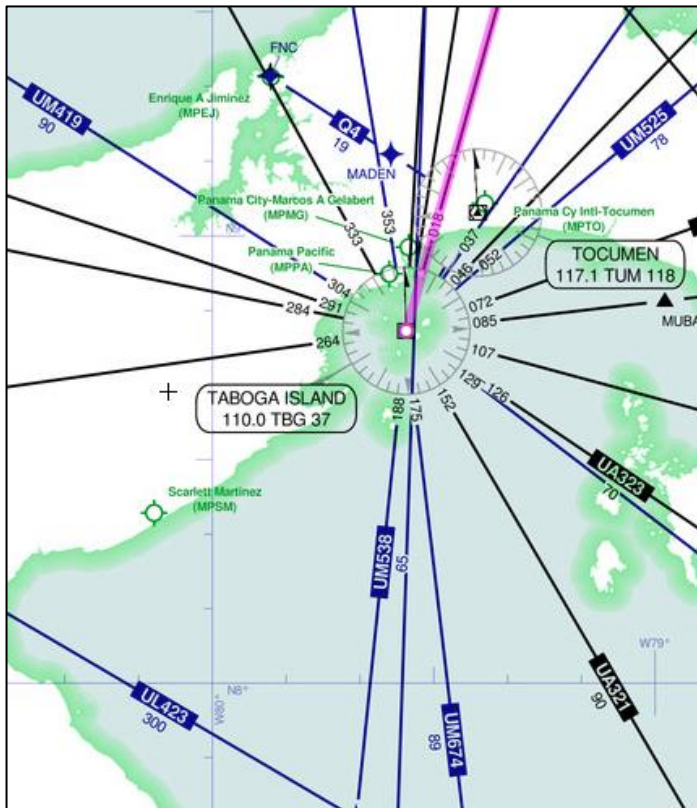 FNC
Enrique A Jiminez
(MPEJ)
UM419
90
Q4
19
MADEN
UM525
78
Panama City-Marcos A Gelabert
(MPMG)
N9°
Panama Pacific
(MPPA)
Panama Cy Intl-Tocumen
(MPTO)
353
333
018
037
046
052
TOCUMEN
117.1 TUM 118
304
291
284
264
072
085
MUBA
107
126
129
152
175
188
TABOGA ISLAND
110.0 TBG 37
UA323
70
Scarlett Martinez
(MPSM)
UM538
65
W79°
UL423
300
N8°
W80°
UM674
89
UA321
90